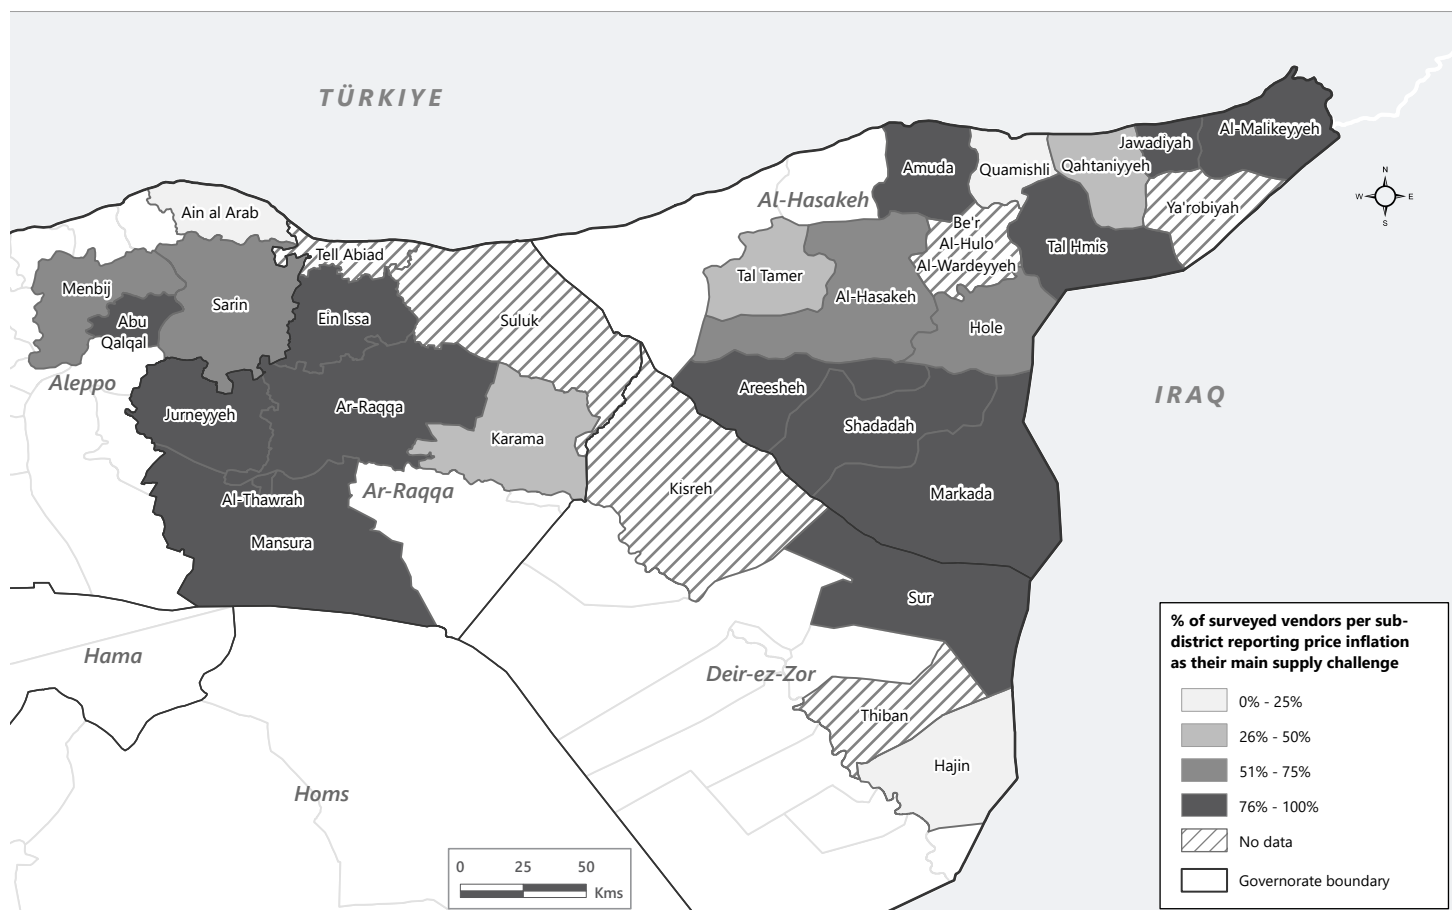 TÜRKIYE
Al-Malikeyyeh
Jawadiyah
Qahtaniyyeh
Quamishli
Amuda
N
W
E
S
Al-Hasakeh
Ya'robiyah
Ain al Arab
Be'r
Al-Hulo
Al-Wardeyyeh
Tal Hmis
Tell Abiad
Tal Tamer
Menbij
Al-Hasakeh
Sarin
Abu
Qalqal
Ein Issa
Suluk
Hole
Aleppo
Areesheh
IRAQ
Jurneyyeh
Ar-Raqqa
Shadadah
Karama
Ar-Raqqa
Kisreh
Markada
Al-Thawrah
Mansura
Sur
Hama
Deir-ez-Zor
Thiban
Hajin
Homs
% of surveyed vendors per sub-
district reporting price inflation
as their main supply challenge
0% - 25%
26% - 50%
51% - 75%
76% - 100%
No data
Governorate boundary
0 25 50
Kms